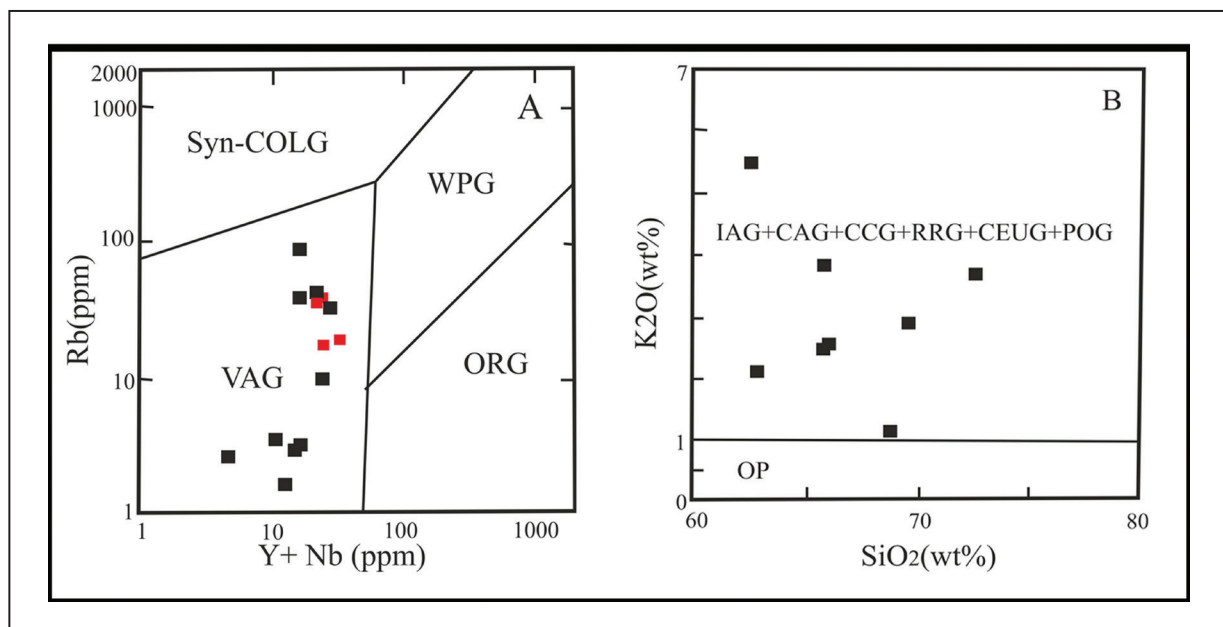 2000
1000
100
10
1
Rb(ppm)
Syn-COLG
A
WPG
VAG
ORG
1
10
100
1000
Y+ Nb (ppm)
7
1
0
K2O(wt%)
B
IAG+CAG+CCG+RRG+CEUG+POG
OP
60
70
80
SiO2(wt%)